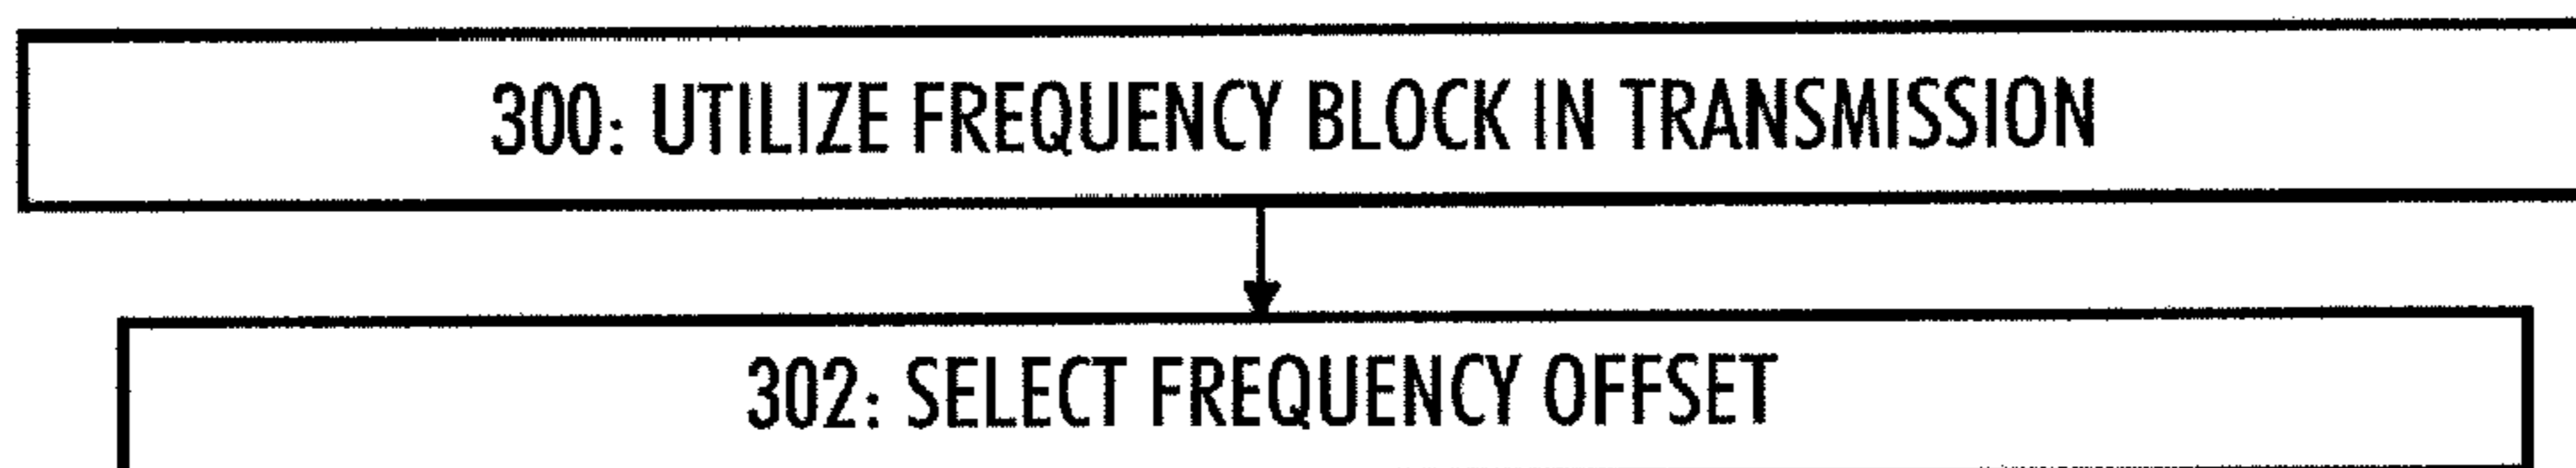 300: UTILIZE FREQUENCY BLOCK IN TRANSMISSION
302: SELECT FREQUENCY OFFSET